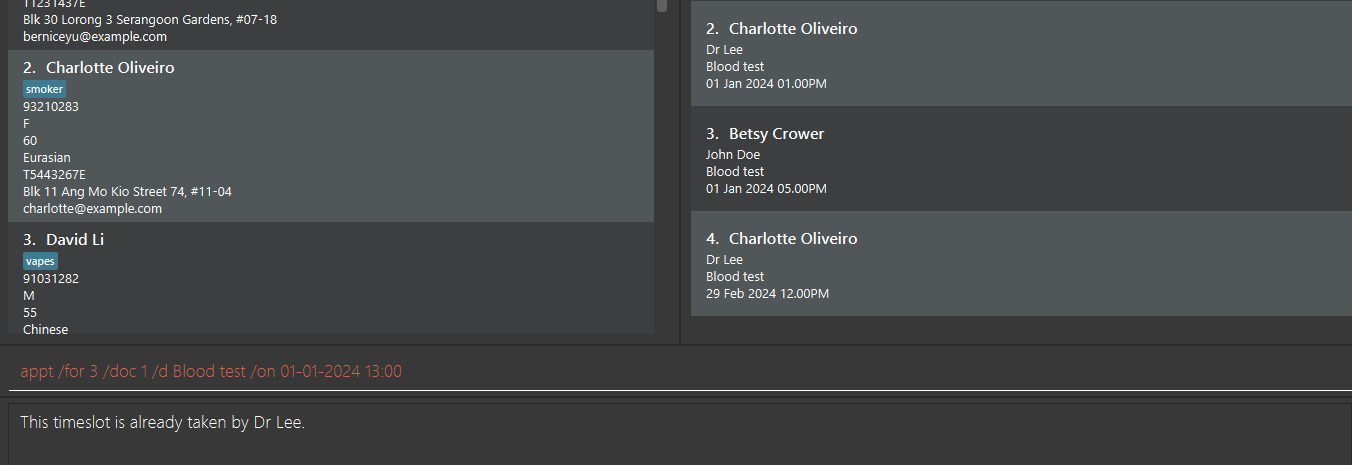 T1231437E
Blk 30 Lorong 3 Serangoon Gardens, #07-18
berniceyu@example.com
2. Charlotte Oliveiro
smoker
93210283
F
60
Eurasian
T5443267E
Blk 11 Ang Mo Kio Street 74, #11-04
charlotte@example.com
3. David Li
vapes
91031282
M
55
Chinese
2. Charlotte Oliveiro
Dr Lee
Blood test
01 Jan 2024 01.00PM
3. Betsy Crower
John Doe
Blood test
01 Jan 2024 05.00PM
4. Charlotte Oliveiro
Dr Lee
Blood test
29 Feb 2024 12.00PM
appt /for 3 /doc 1 /d Blood test /on 01-01-2024 13:00
This timeslot is already taken by Dr Lee.